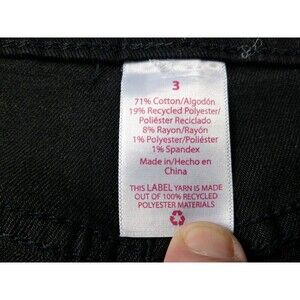 3
71% Cotton/Algodón
19% Recycled Polyester/
Poliéster Reciclado
8% Rayon/Rayón
1% Polyester/Poliéster
1% Spandex
Made in/Hecho en
China
THIS LABEL YARN IS MADE
OUT OF 100% RECYCLED
POLYESTER MATERIALS